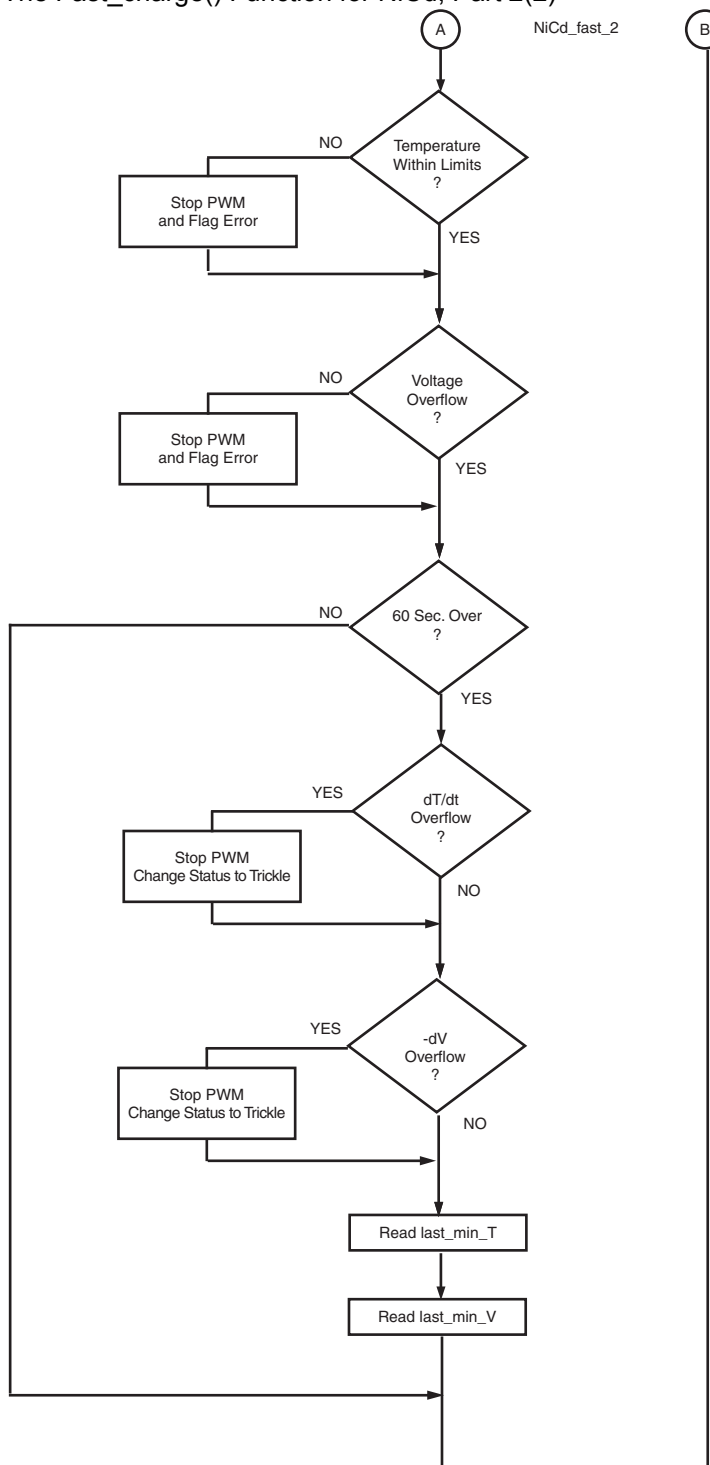 The Fast_charge() Function for NiCd, Part 2(2)
A
NiCd_fast_2
B
NO
Temperature
Within Limits
?
Stop PWM
and Flag Error
YES
NO
Voltage
Overflow
?
Stop PWM
and Flag Error
YES
NO
60 Sec. Over
?
YES
YES
dT/dt
Overflow
?
Stop PWM
Change Status to Trickle
NO
YES
-dV
Overflow
?
Stop PWM
Change Status to Trickle
NO
Read last_min_T
Read last_min_V